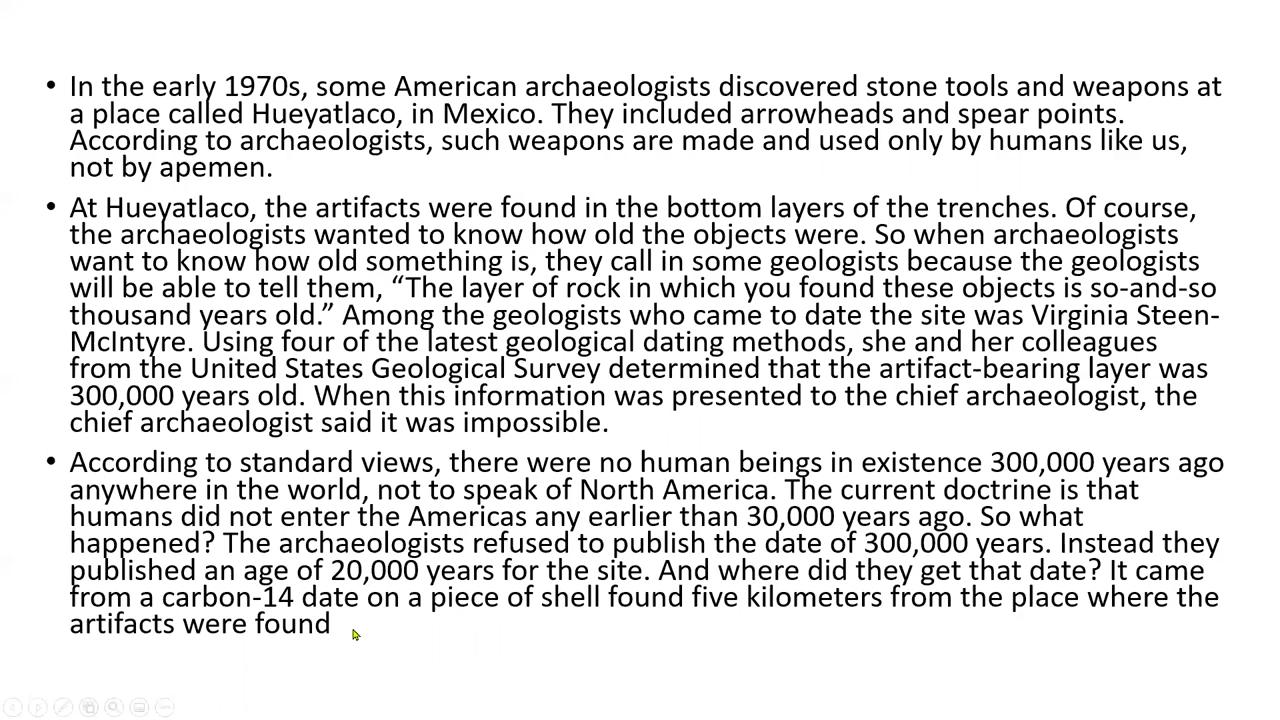 • In the early 1970s, some American archaeologists discovered stone tools and weapons at
a place called Hueyatlaco, in Mexico. They included arrowheads and spear points.
According to archaeologists, such weapons are made and used only by humans like us,
not by apemen.
• At Hueyatlaco, the artifacts were found in the bottom layers of the trenches. Of course,
the archaeologists wanted to know how old the objects were. So when archaeologists
want to know how old something is, they call in some geologists because the geologists
will be able to tell them, “The layer of rock in which you found these objects is so-and-so
thousand years old.” Among the geologists who came to date the site was Virginia Steen-
McIntyre. Using four of the latest geological dating methods, she and her colleagues
from the United States Geological Survey determined that the artifact-bearing layer was
300,000 years old. When this information was presented to the chief archaeologist, the
chief archaeologist said it was impossible.
• According to standard views, there were no human beings in existence 300,000 years ago
anywhere in the world, not to speak of North America. The current doctrine is that
humans did not enter the Americas any earlier than 30,000 years ago. So what
happened? The archaeologists refused to publish the date of 300,000 years. Instead they
published an age of 20,000 years for the site. And where did they get that date? It came
from a carbon-14 date on a piece of shell found five kilometers from the place where the
artifacts were found